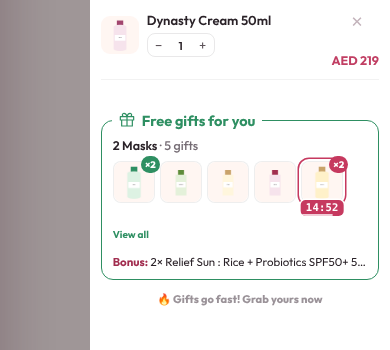 Dynasty Cream 50ml
− 1 +
AED 219
Free gifts for you
2 Masks · 5 gifts
×2
×2
14:52
View all
Bonus: 2× Relief Sun : Rice + Probiotics SPF50+ 5…
🔥 Gifts go fast! Grab yours now